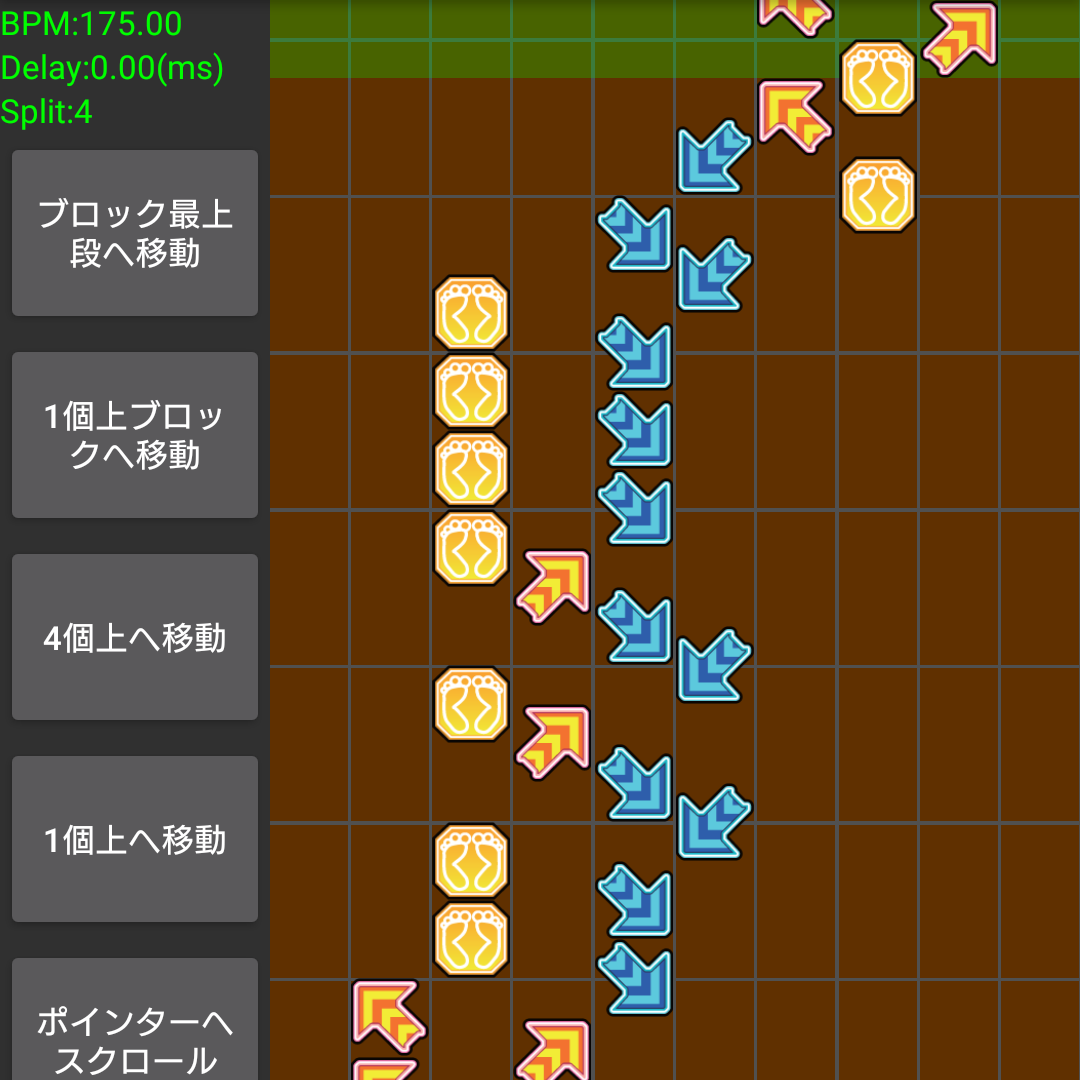 BPM:175.00
Delay:0.00(ms)
Split:4
ブロック最上
段へ移動
1個上ブロッ
クへ移動
4個上へ移動
1個上へ移動
ポインターへ
スクロール